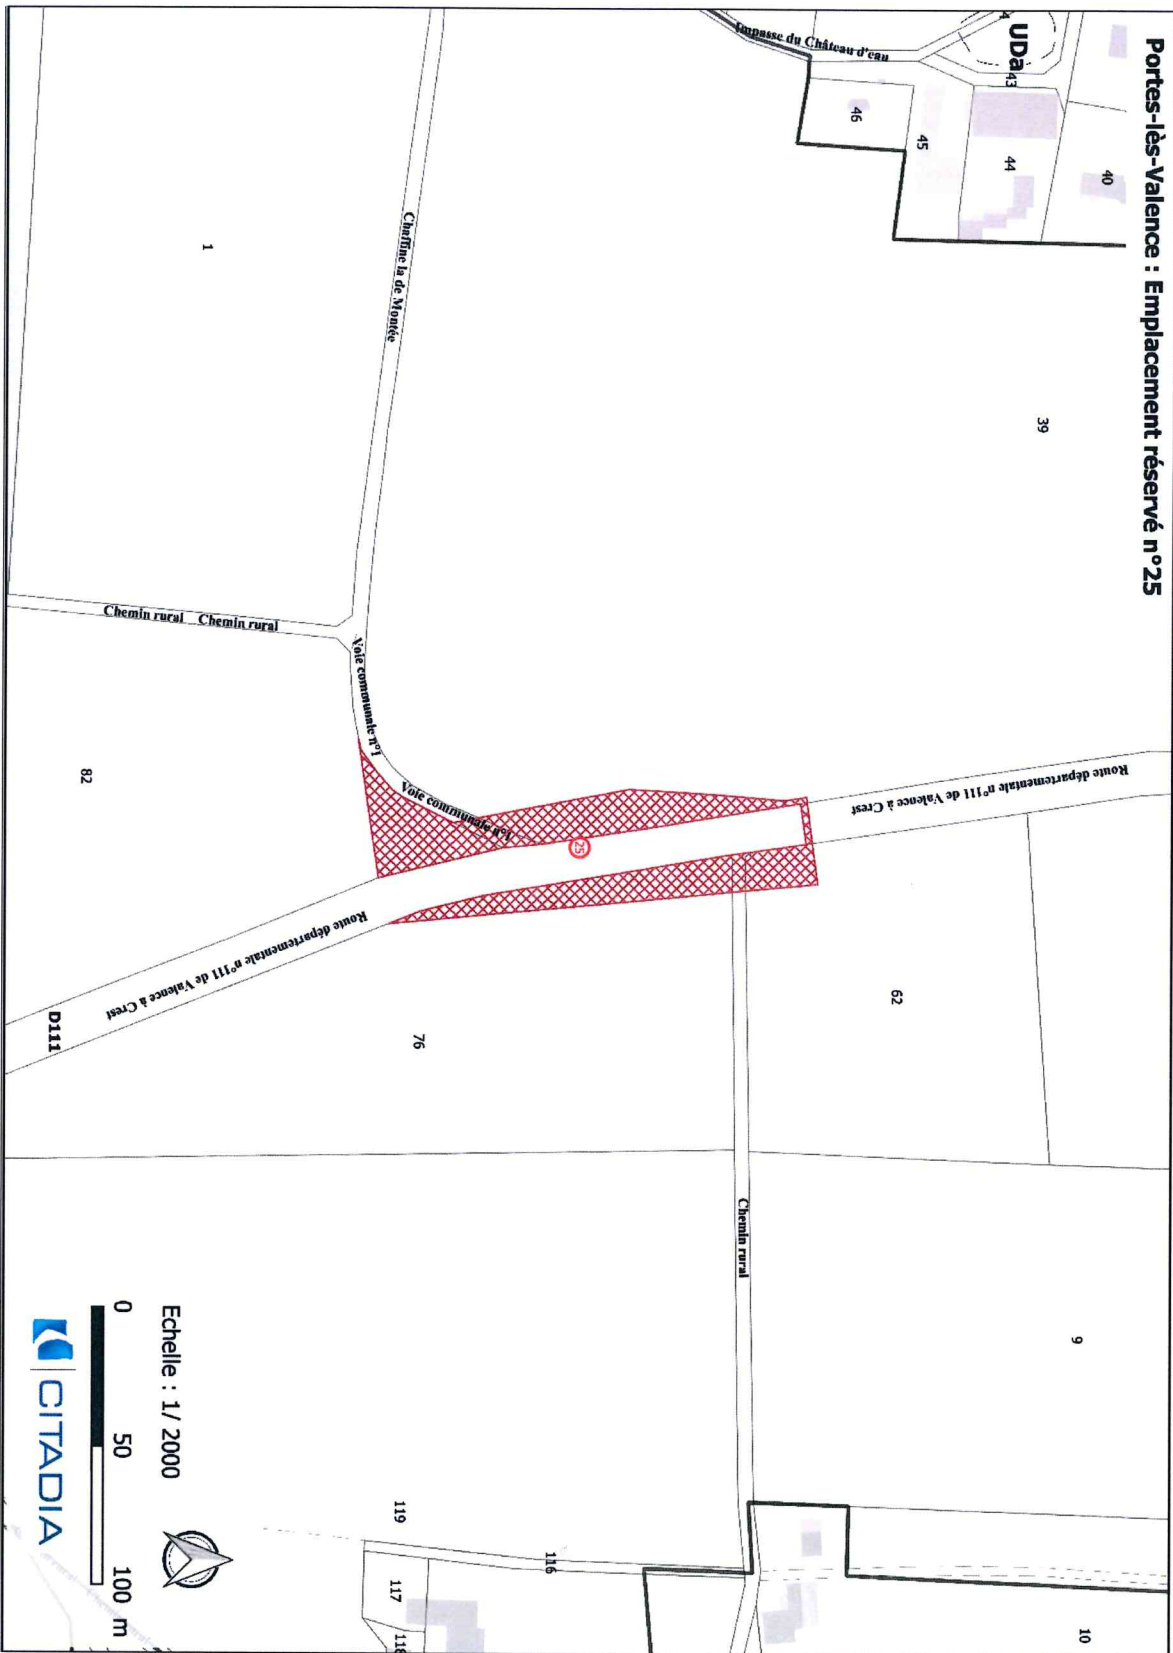 Portes-lès-Valence : Emplacement réservé n°25
Impasse du Château d'eau
UDa
43
46
45
44
40
39
1
Chaffine la de Montée
Chemin rural
Chemin rural
Voie communale n°1
Voie communale n°1
82
25
Route départementale n°111 de Valence à Crest
Route départementale n°111 de Valence à Crest
D111
62
76
Chemin rural
9
10
119
116
117
118
Echelle : 1/ 2000
0 50 100 m
CITADIA